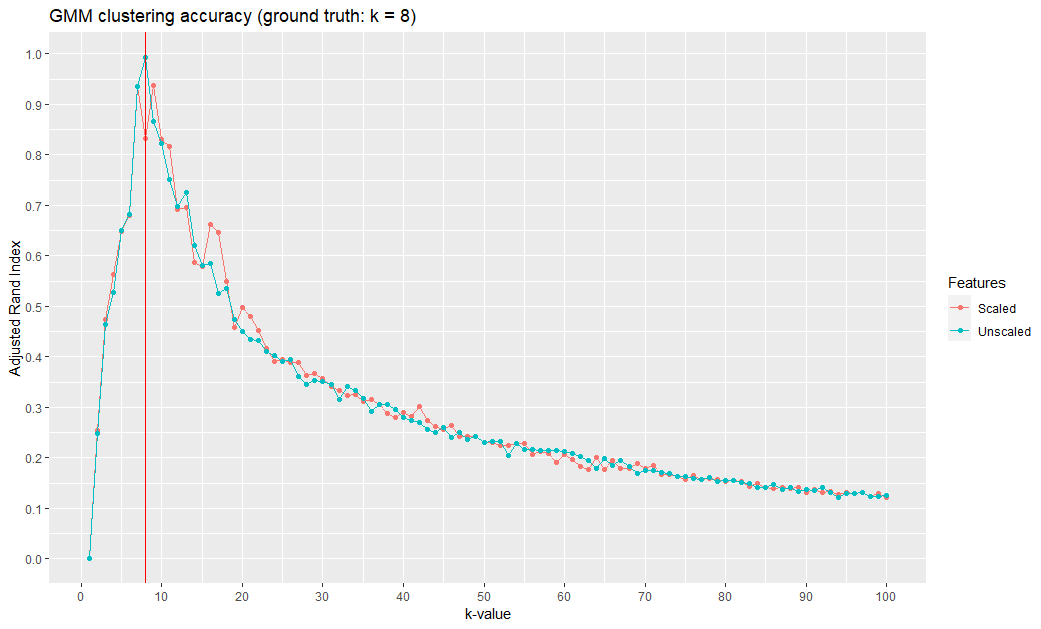 GMM clustering accuracy (ground truth: k = 8)
Adjusted Rand Index
1.0
0.9
0.8
0.7
0.6
0.5
0.4
0.3
0.2
0.1
0.0
0 10 20 30 40 50 60 70 80 90 100
k-value
Features
Scaled
Unscaled